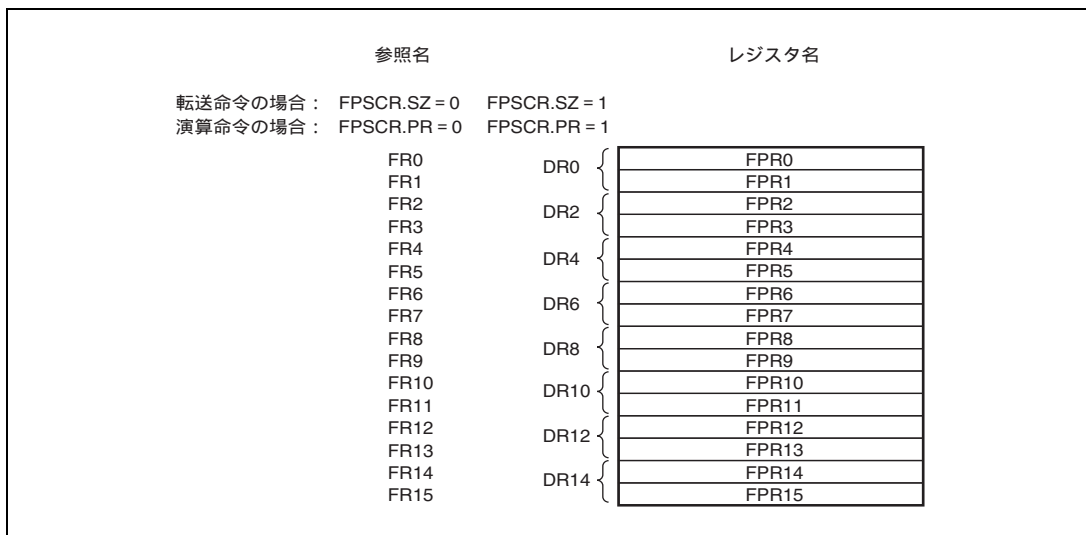 参照名 レジスタ名
転送命令の場合： FPSCR.SZ = 0 FPSCR.SZ = 1
演算命令の場合： FPSCR.PR = 0 FPSCR.PR = 1
FR0 DR0 FPR0
FR1 FPR1
FR2 DR2 FPR2
FR3 FPR3
FR4 DR4 FPR4
FR5 FPR5
FR6 DR6 FPR6
FR7 FPR7
FR8 DR8 FPR8
FR9 FPR9
FR10 DR10 FPR10
FR11 FPR11
FR12 DR12 FPR12
FR13 FPR13
FR14 DR14 FPR14
FR15 FPR15